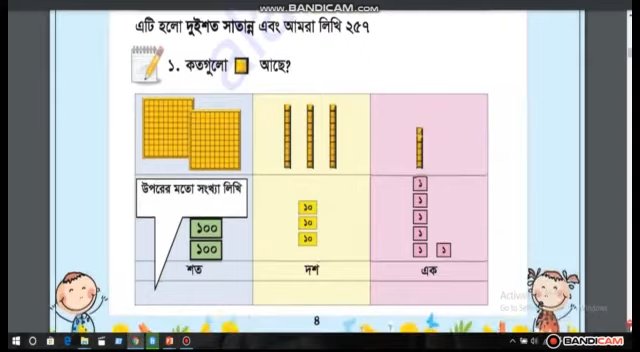 www.BANDICAM.com
এটি হলো দুইশত সাতান্ন এবং আমরা লিখি ২৫৭
১. কতগুলো আছে?
উপরের মতো সংখ্যা লিখি
১০০
১০০
১০
১০
১০
১
১
১
১
১ ১
শত দশ এক
৪
BANDICAM